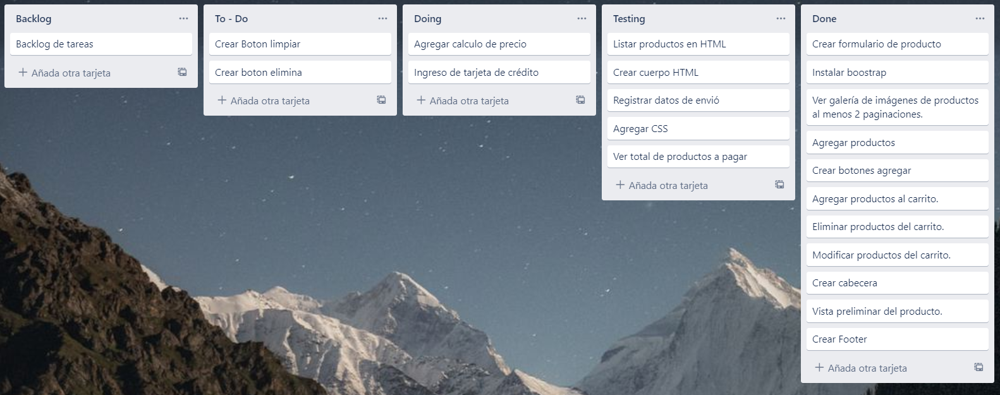 Backlog
Backlog de tareas
Añada otra tarjeta
To - Do
Crear Boton limpiar
Crear boton elimina
Añada otra tarjeta
Doing
Agregar calculo de precio
Ingreso de tarjeta de crédito
Añada otra tarjeta
Testing
Listar productos en HTML
Crear cuerpo HTML
Registrar datos de envió
Agregar CSS
Ver total de productos a pagar
Añada otra tarjeta
Done
Crear formulario de producto
Instalar boostrap
Ver galería de imágenes de productos
al menos 2 paginaciones.
Agregar productos
Crear botones agregar
Agregar productos al carrito.
Eliminar productos del carrito.
Modificar productos del carrito.
Crear cabecera
Vista preliminar del producto.
Crear Footer
Añada otra tarjeta